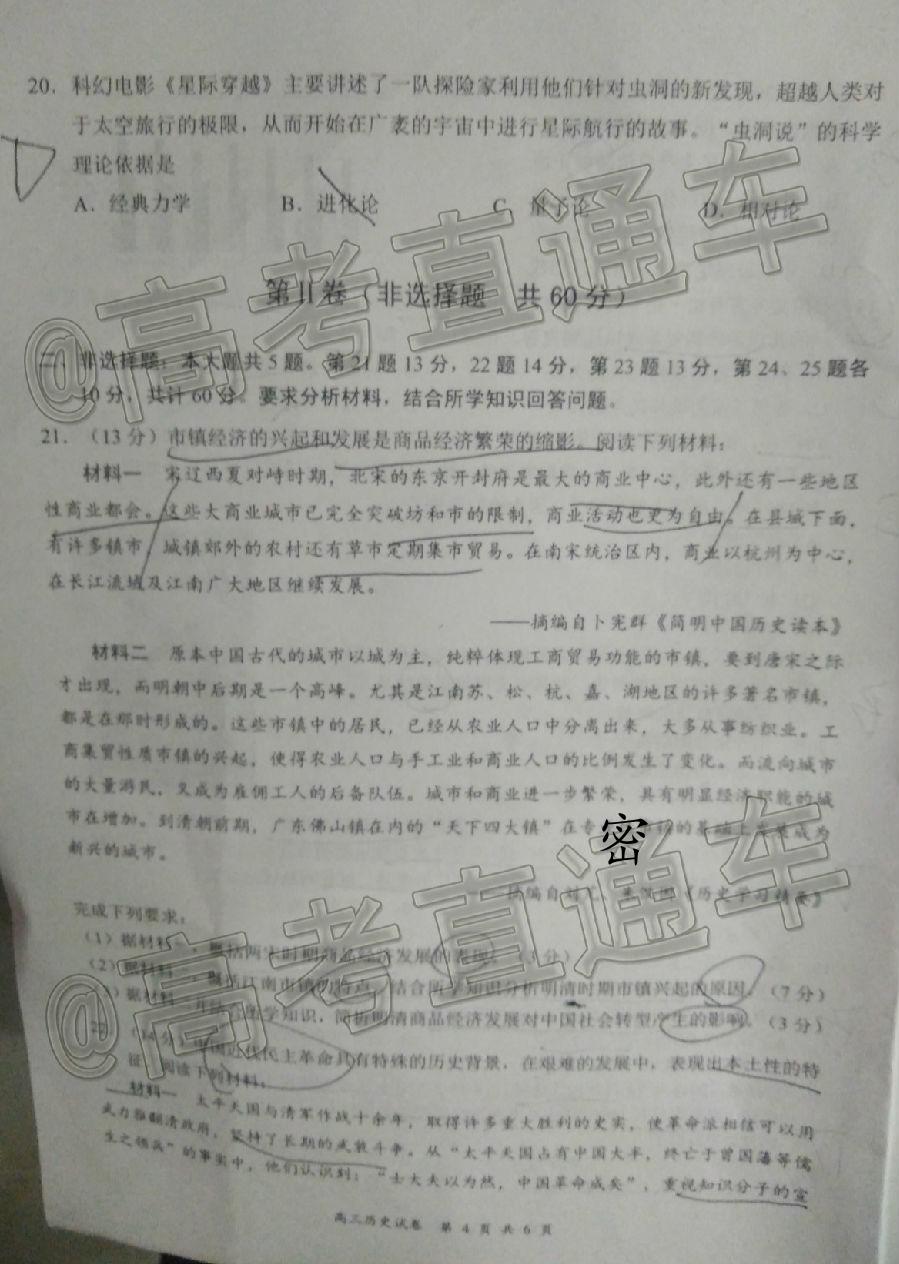 20. 科幻电影《星际穿越》主要讲述了一队探险家利用他们针对虫洞的新发现，超越人类对
于太空旅行的极限，从而开始在广袤的宇宙中进行星际航行的故事。“虫洞说”的科学
理论依据是
D
A. 经典力学 B. 进化论 C. 量子论 D. 相对论
第II卷（非选择题 共60分）
二、非选择题：本大题共5题。第21题13分，22题14分，第23题13分，第24、25题各
10分，共计60分。要求分析材料，结合所学知识回答问题。
21. （13分）市镇经济的兴起和发展是商品经济繁荣的缩影。阅读下列材料：
材料一 宋辽西夏对峙时期，北宋的东京开封府是最大的商业中心，此外还有一些地区
性商业都会。这些大商业城市已完全突破坊和市的限制，商业活动也更为自由。在县城下面，
有许多镇市，城镇郊外的农村还有草市定期集市贸易。在南宋统治区内，商业以杭州为中心，
在长江流域及江南广大地区继续发展。
——摘编自卜宪群《简明中国历史读本》
材料二 原本中国古代的城市以城为主，纯粹体现工商贸易功能的市镇，要到唐宋之际
才出现，而明朝中后期是一个高峰。尤其是江南苏、松、杭、嘉、湖地区的许多著名市镇，
都是在那时形成的。这些市镇中的居民，已经从农业人口中分离出来，大多从事纺织业。工
商集贸性质市镇的兴起，使得农业人口与手工业和商业人口的比例发生了变化。而流向城市
的大量游民，又成为雇佣工人的后备队伍。城市和商业进一步繁荣，具有明显经济职能的城
市在增加。到清朝前期，广东佛山镇在内的“天下四大镇”在专 的基础上发展成为
密
新兴的城市。
摘编自 《历史学习精要》
完成下列要求：
（1）据材料一，概括两宋时期商品经济发展的表现。（3分）
（2）据材料二，概括江南市镇的特点，结合所学知识分析明清时期市镇兴起的原因。（7分）
（3）据材料二并结合所学知识，简析明清商品经济发展对中国社会转型产生的影响。（3分）
22. （14分）中国近代民主革命具有特殊的历史背景，在艰难的发展中，表现出本土性的特
征。阅读下列材料：
材料一 太平天国与清军作战十余年，取得许多重大胜利的史实，使革命派相信可以用
武力推翻清政府，坚持了长期的武装斗争。从“太平天国占有中国大半，终亡于曾国藩等儒
生之领兵”的事实中，他们认识到：“士大夫以为然，中国革命成矣”，重视知识分子的宣
高三历史试卷 第4页共6页
@高考直通车
@高考直通车